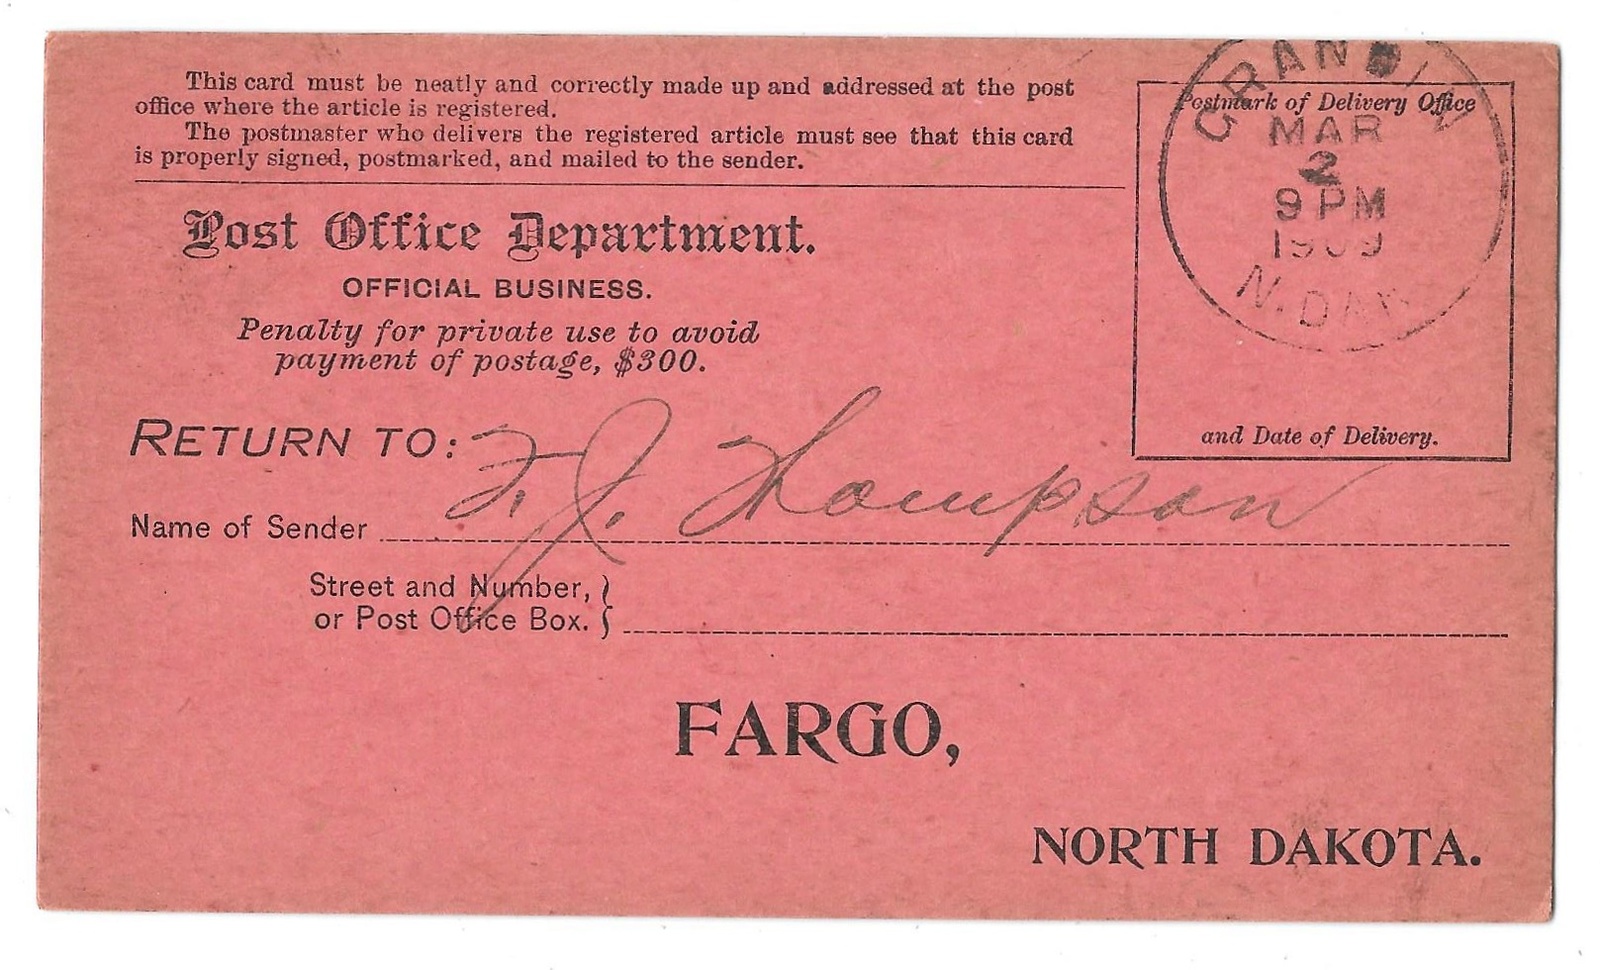 This card must be neatly and correctly made up and addressed at the post
office where the article is registered.
The postmaster who delivers the registered article must see that this card
is properly signed, postmarked, and mailed to the sender.
Post Office Department.
OFFICIAL BUSINESS.
Penalty for private use to avoid
payment of postage, $300.
Postmark of Delivery Office
GRANDIN
MAR
2
9 PM
1909
N. DAK.
and Date of Delivery.
RETURN TO:
F. J. Thompson
Name of Sender
Street and Number,
or Post Office Box.
FARGO,
NORTH DAKOTA.